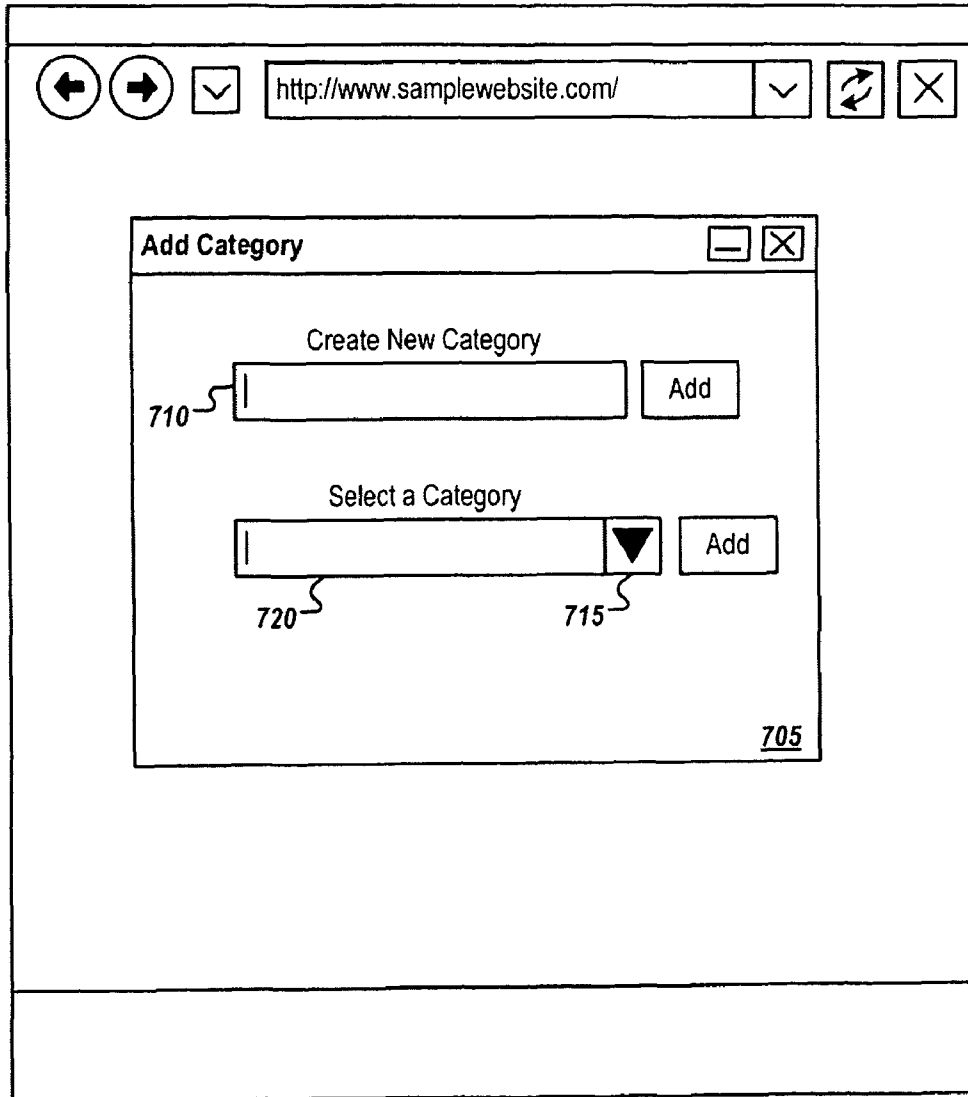 http://www.samplewebsite.com/
Add Category
Create New Category
710
Add
Select a Category
Add
720
715
705